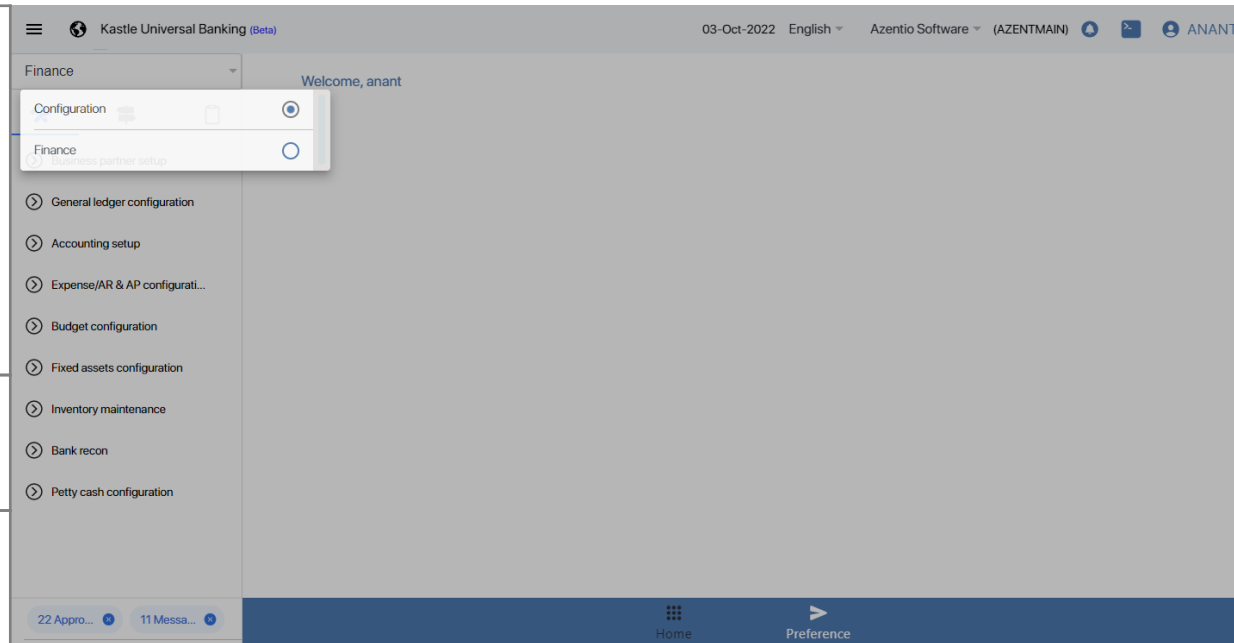 Kastle Universal Banking (Beta)
03-Oct-2022 English Azentio Software (AZENTMAIN) ANANT
Finance
Welcome, anant
Configuration
Finance
Business partner setup
General ledger configuration
Accounting setup
Expense/AR & AP configurati...
Budget configuration
Fixed assets configuration
Inventory maintenance
Bank recon
Petty cash configuration
22 Appro... 11 Messa...
Home Preference